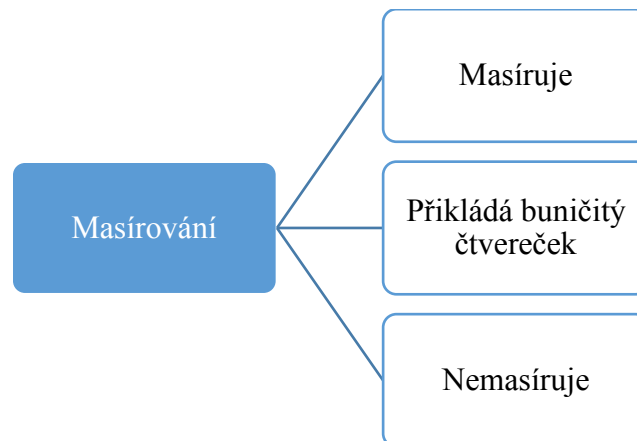 Masíruje
Masírování
Přikládá buničitý
čtvereček
Nemasíruje